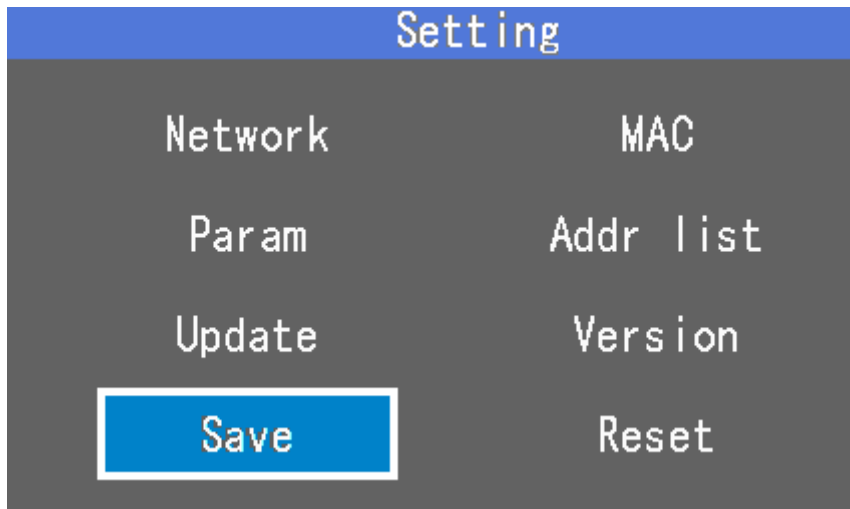 Setting
Network MAC
Param Addr list
Update Version
Save Reset